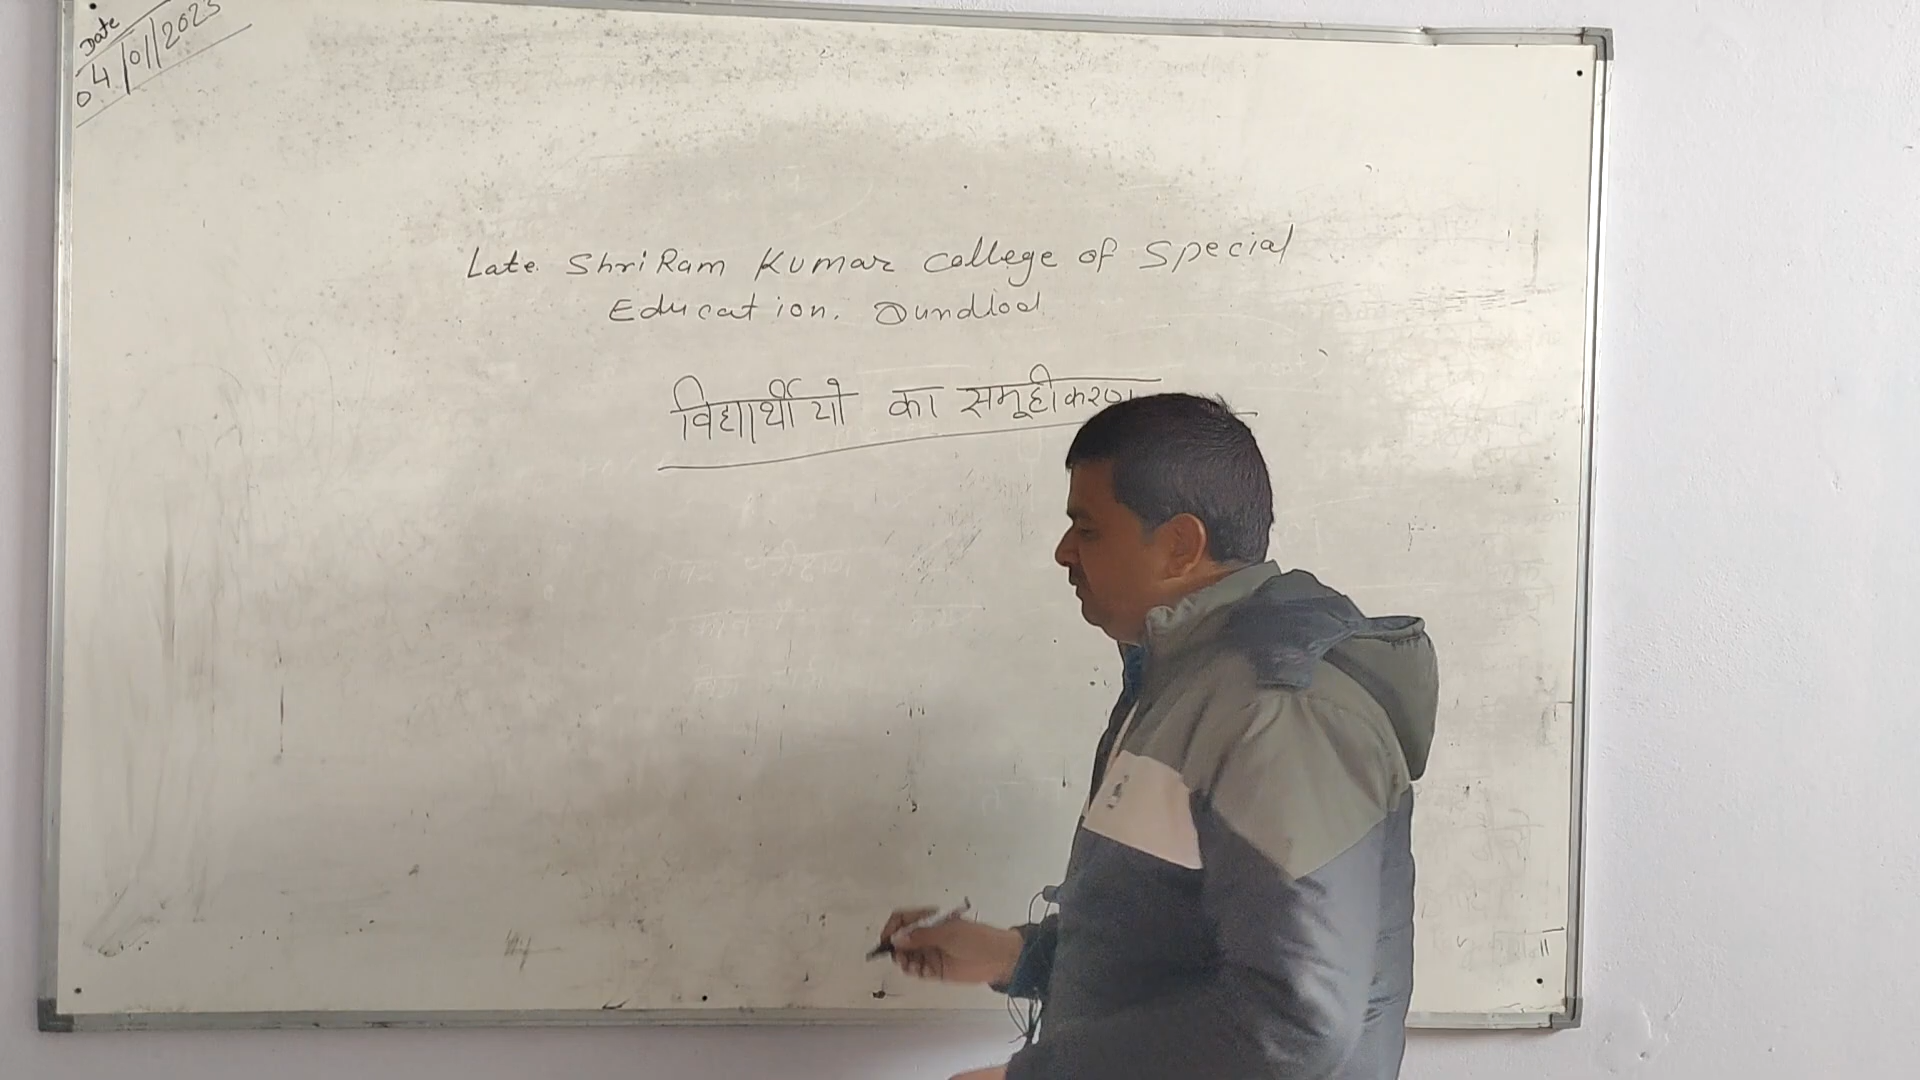 Date
04/01/2023
Late. Shri Ram Kumar College of Special
Education. Dundlod
विद्यार्थीयो का समूहीकरण